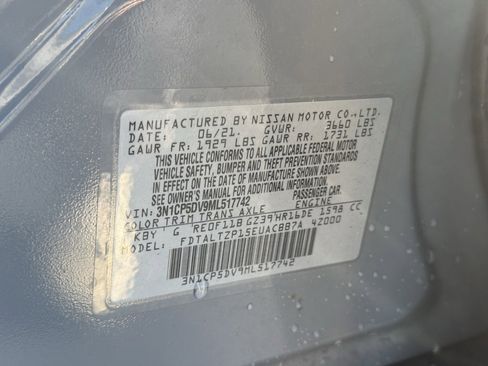 MANUFACTURED BY NISSAN MOTOR CO.,LTD.
DATE: 06/21. GVWR: 3660 LBS
GAWR FR: 1929 LBS GAWR RR: 1731 LBS
THIS VEHICLE CONFORMS TO ALL APPLICABLE FEDERAL MOTOR
VEHICLE SAFETY, BUMPER AND THEFT PREVENTION STANDARDS
IN EFFECT ON THE DATE OF MANUFACTURE SHOWN ABOVE.
SEE OWNER'S MANUAL FOR ADDITIONAL INFORMATION.
VIN: 3N1CP5DV9ML517742 PASSENGER CAR
COLOR TRIM TRANS AXLE ENGINE
KBY G RE0F11B GZ39 HR16DE 1598 CC
MODEL: FDTALTZP15EUACBB7A 42000
3N1CP5DV9ML517742